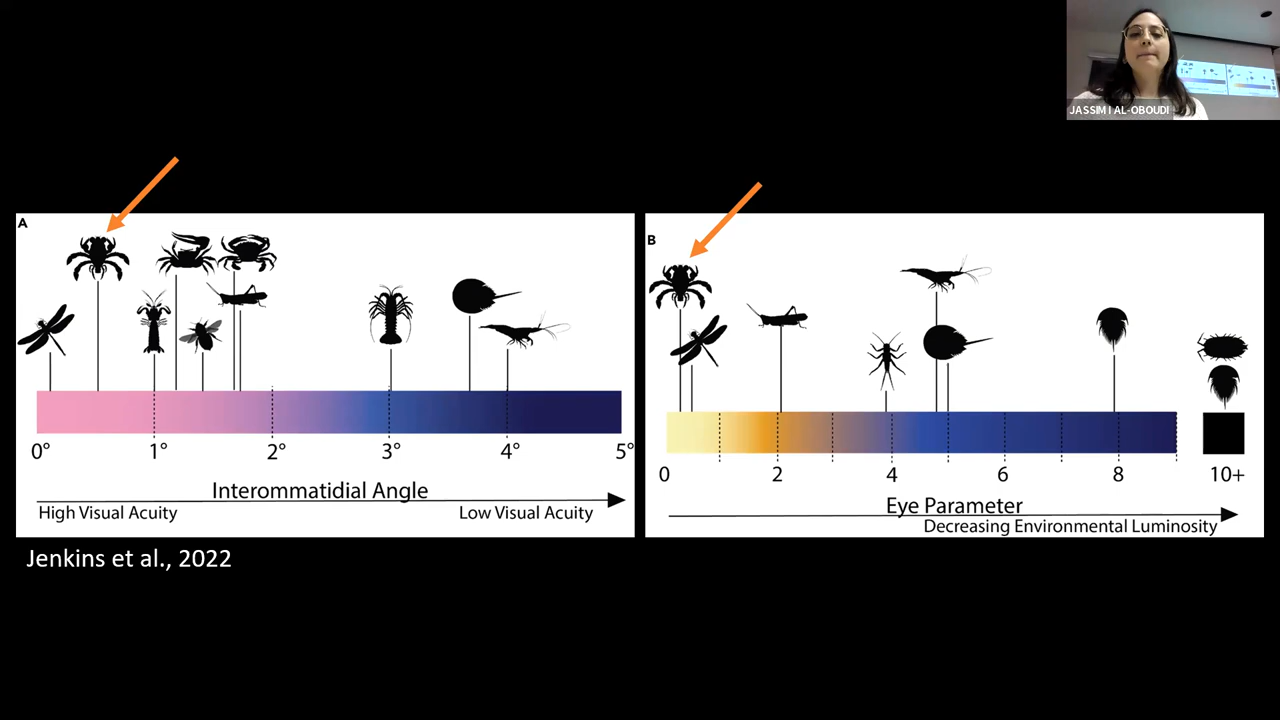 JASSIM I AL-OBOUDI
A
B
0° 1° 2° 3° 4° 5°
Interommatidial Angle
High Visual Acuity Low Visual Acuity
0 2 4 6 8 10+
Eye Parameter
Decreasing Environmental Luminosity
Jenkins et al., 2022